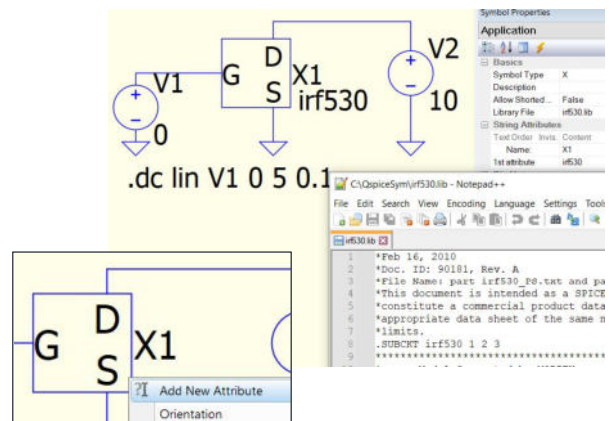 Symbol Properties
Application
Basics
Symbol Type X
Description
Allow Shorted... False
Library File irf530.lib
String Attributes
Text Order Invis. Content
Name: X1
1st attribute irf530
V1
0
G
D
S
X1
irf530
V2
10
.dc lin V1 0 5 0.1
C:\QspiceSym\irf530.lib - Notepad++
File Edit Search View Encoding Language Settings Tools
irf530.lib
1 *Feb 16, 2010
2 *Doc. ID: 90181, Rev. A
3 *File Name: part irf530_PS.txt and pa
4 *This document is intended as a SPICE
5 *constitute a commercial product data
6 *appropriate data sheet of the same n
7 *limits.
8 .SUBCKT irf530 1 2 3
9 **************************************
G
D
S
X1
Add New Attribute
Orientation